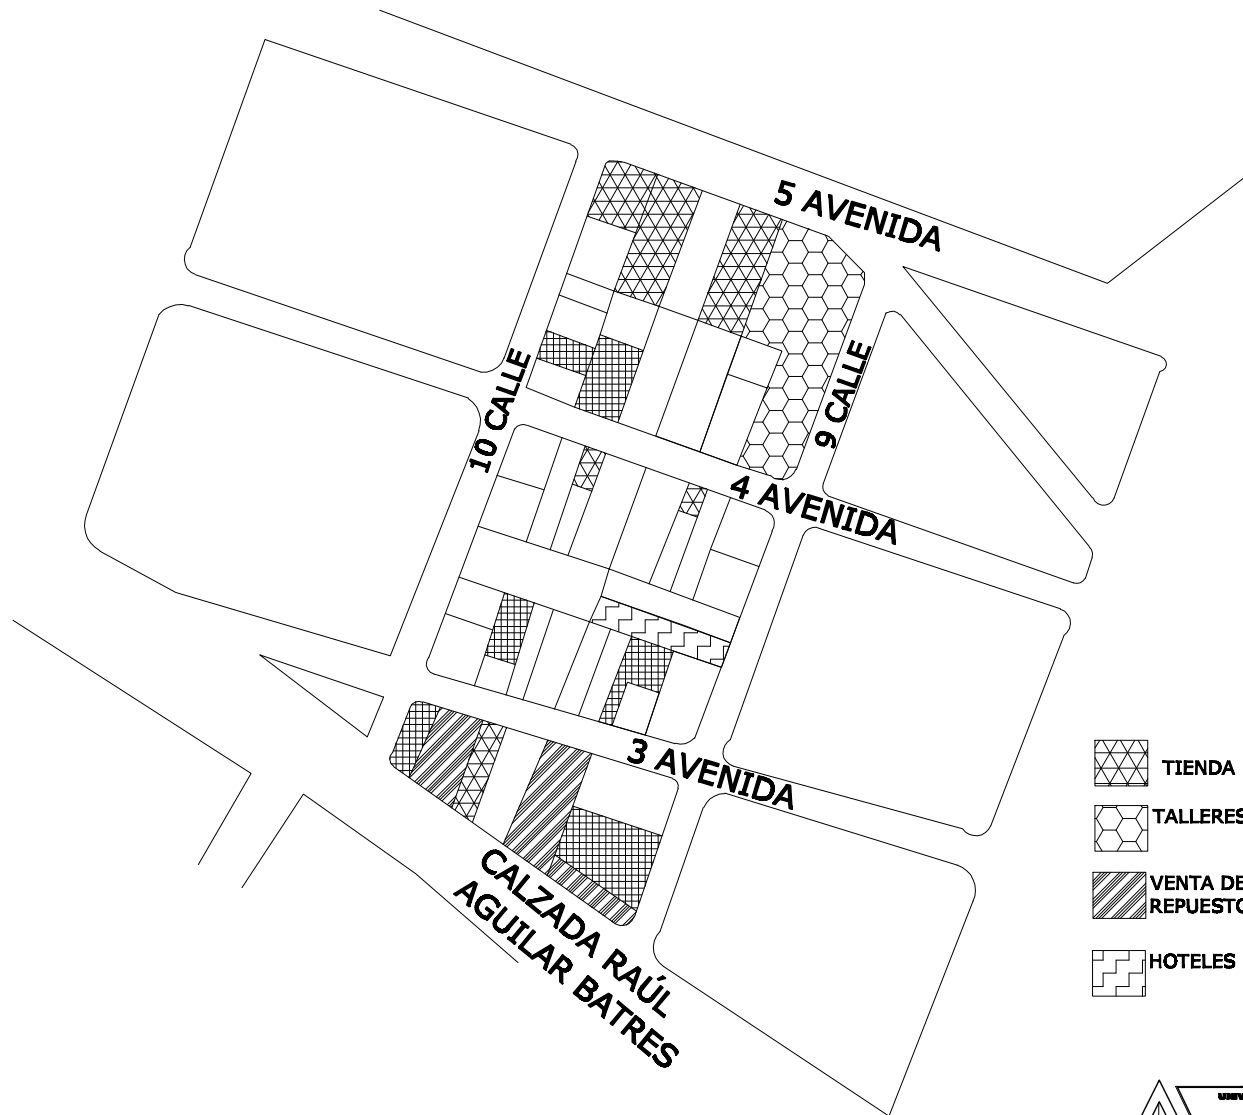 5 AVENIDA
10 CALLE
9 CALLE
4 AVENIDA
3 AVENIDA
CALZADA RAÚL
AGUILAR BATRES
TIENDA
TALLERES
VENTA DE
REPUESTO
HOTELES